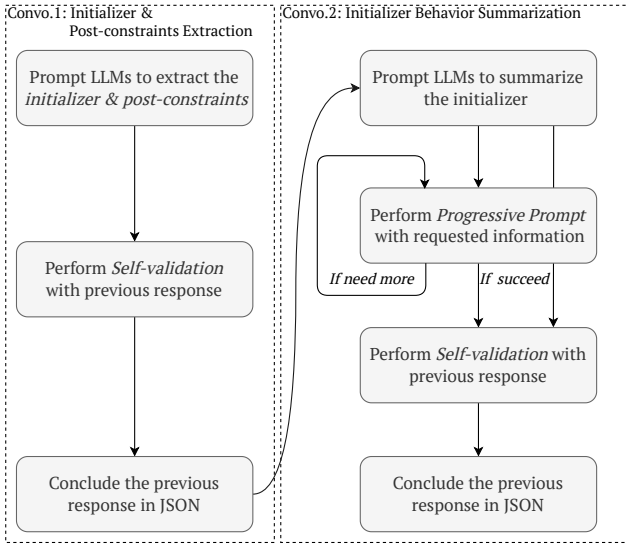 Convo.1: Initializer &
Post-constraints Extraction
Prompt LLMs to extract the
initializer & post-constraints
Perform Self-validation
with previous response
Conclude the previous
response in JSON
Convo.2: Initializer Behavior Summarization
Prompt LLMs to summarize
the initializer
Perform Progressive Prompt
with requested information
If need more
If succeed
Perform Self-validation with
previous response
Conclude the previous
response in JSON